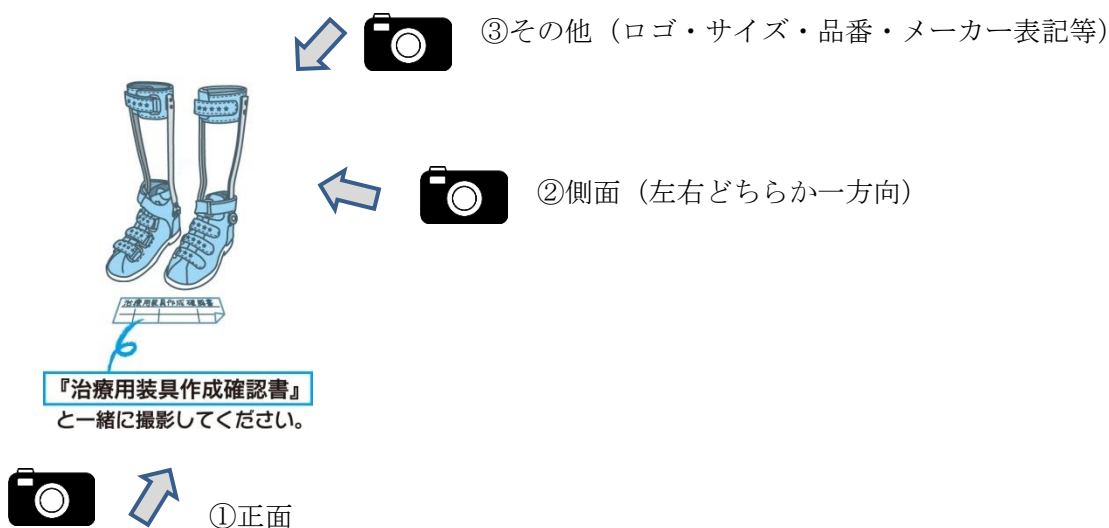 ③その他（ロゴ・サイズ・品番・メーカー表記等）
②側面（左右どちらか一方向）
治療用装具作成確認書
『治療用装具作成確認書』
と一緒に撮影してください。
①正面